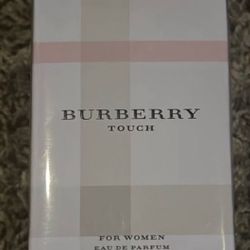 BURBERRY
TOUCH
FOR WOMEN
EAU DE PARFUM